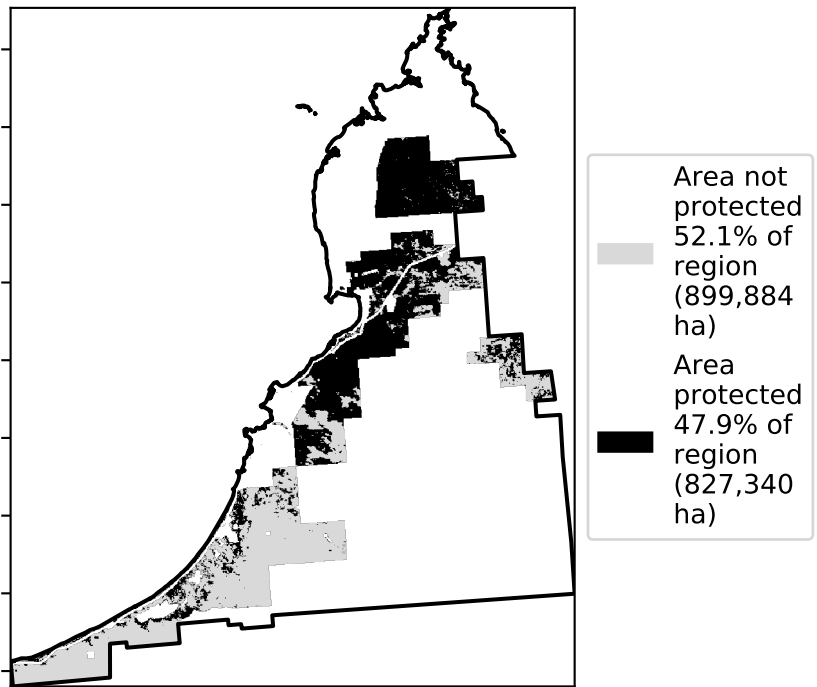 Area not
protected
52.1% of
region
(899,884
ha)
Area
protected
47.9% of
region
(827,340
ha)